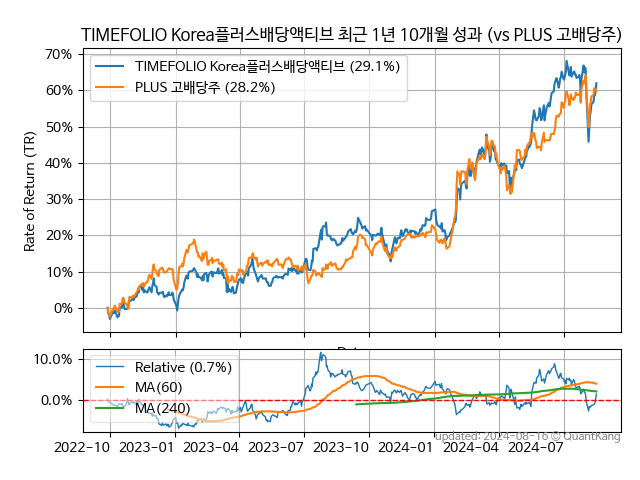 TIMEFOLIO Korea플러스배당액티브 최근 1년 10개월 성과 (vs PLUS 고배당주)
70%
60%
50%
40%
30%
20%
10%
0%
Rate of Return (TR)
TIMEFOLIO Korea플러스배당액티브 (29.1%)
PLUS 고배당주 (28.2%)
10.0%
0.0%
Relative (0.7%)
MA(60)
MA(240)
2022-10
2023-01
2023-04
2023-07
2023-10
2024-01
2024-04
2024-07
updated: 2024-08-16 © QuantKang